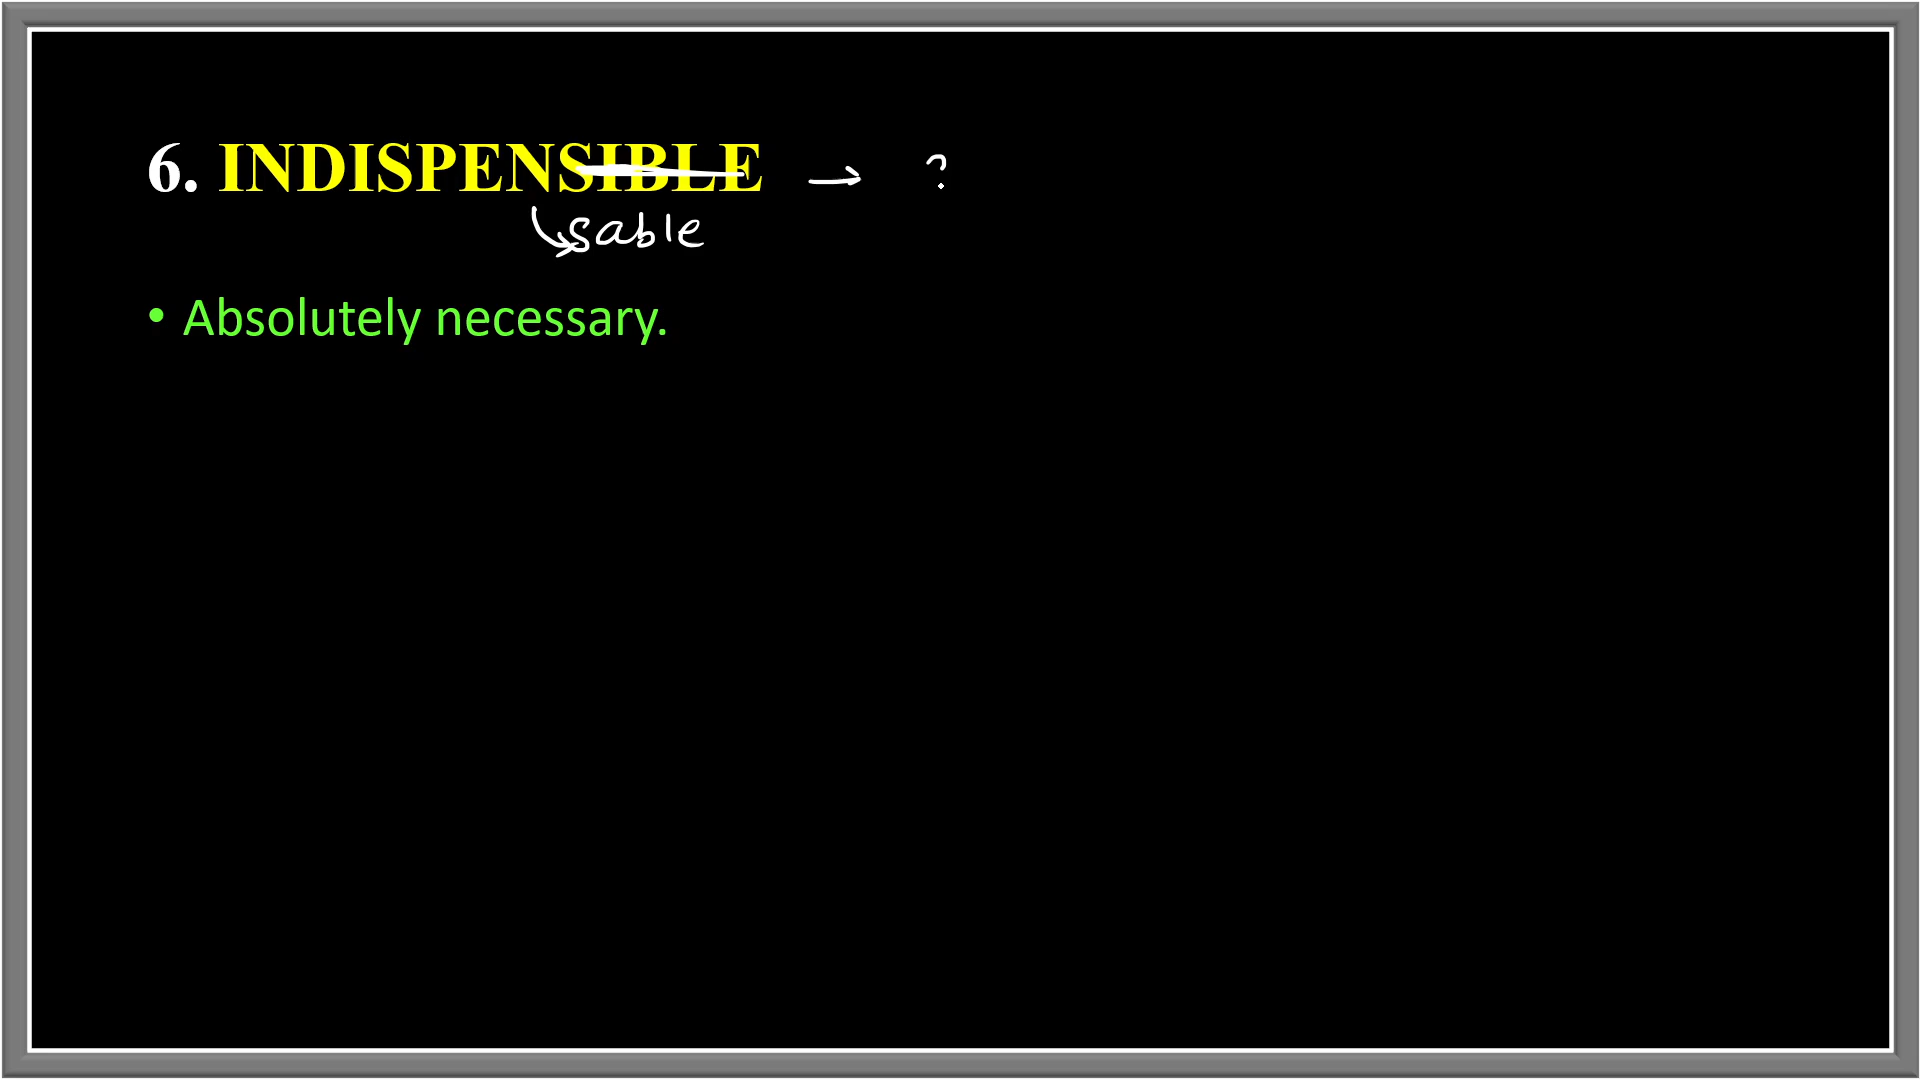 6. INDISPENSIBLE → ?
↳sable
• Absolutely necessary.